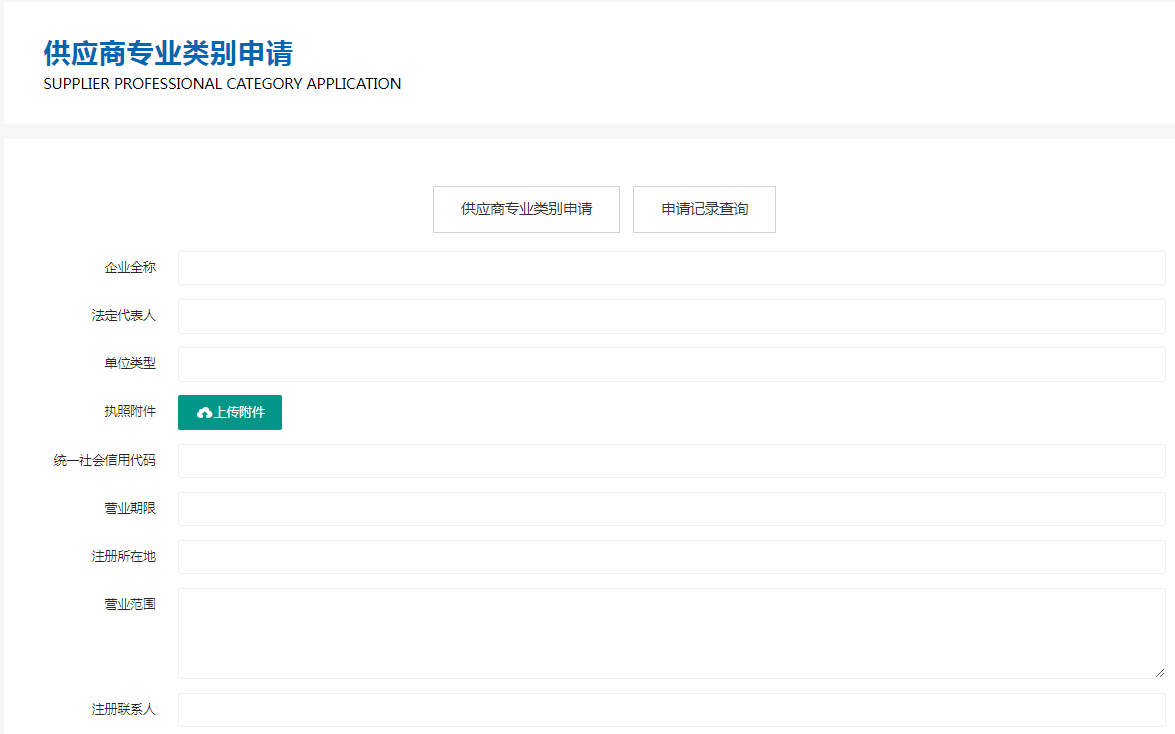 供应商专业类别申请
SUPPLIER PROFESSIONAL CATEGORY APPLICATION
供应商专业类别申请
申请记录查询
企业全称
法定代表人
单位类型
执照附件
上传附件
统一社会信用代码
营业期限
注册所在地
营业范围
注册联系人